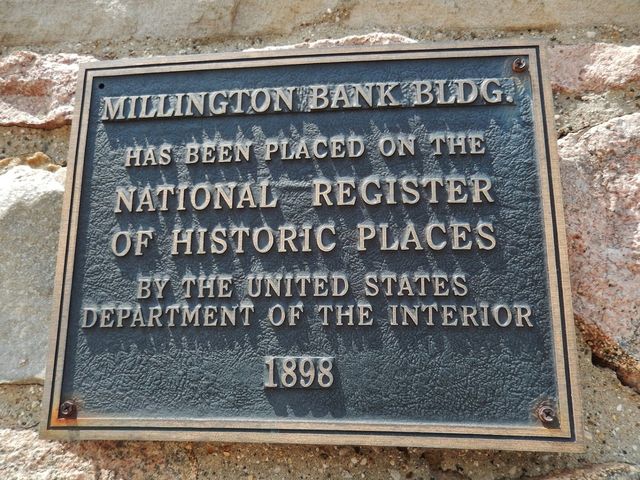 MILLINGTON BANK BLDG.
HAS BEEN PLACED ON THE
NATIONAL REGISTER
OF HISTORIC PLACES
BY THE UNITED STATES
DEPARTMENT OF THE INTERIOR
1898